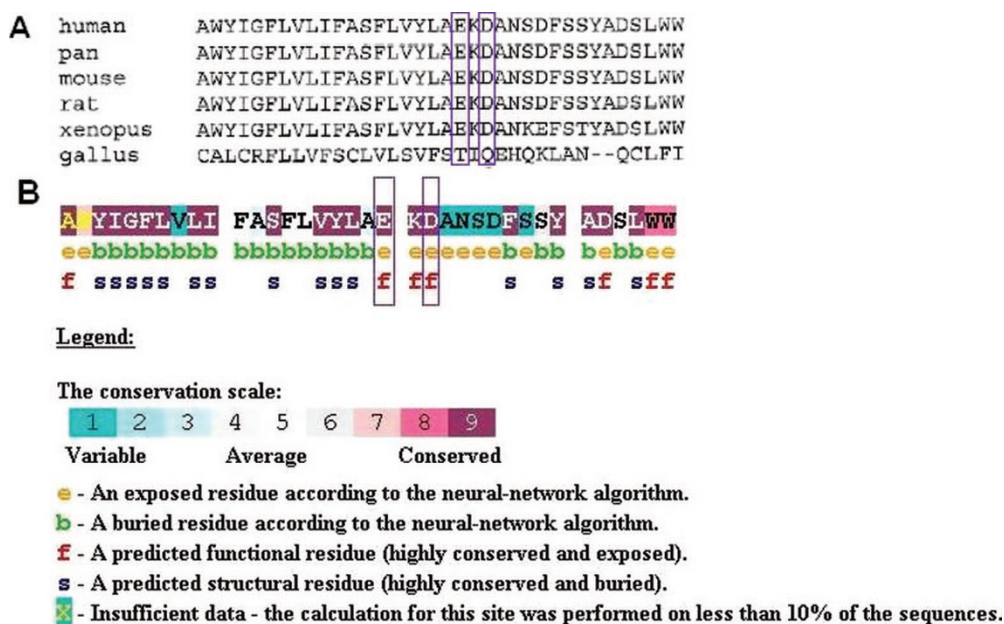 A
human AWYIGFLVLIFASFLVYLAEKDANSDFSSYADSLWW
pan AWYIGFLVLIFASFLVYLAEKDANSDFSSYADSLWW
mouse AWYIGFLVLIFASFLVYLAEKDANSDFSSYADSLWW
rat AWYIGFLVLIFASFLVYLAEKDANSDFSSYADSLWW
xenopus AWYIGFLVLIFASFLVYLAEKDANKEFSTYADSLWW
gallus CALCRFLLVFSCLVLSVFSTIQEHQKLAN--QCLFI
B
A YIGFLVLI FASFLVYLAE KDANSDFSSY ADSLWW
eebbbbbbbb bbbbbbbbbe eeeeeebebb bebbee
f sssss ss s sss f ff s s sf sff
Legend:
The conservation scale:
1 2 3 4 5 6 7 8 9
Variable Average Conserved
e - An exposed residue according to the neural-network algorithm.
b - A buried residue according to the neural-network algorithm.
f - A predicted functional residue (highly conserved and exposed).
s - A predicted structural residue (highly conserved and buried).
X - Insufficient data - the calculation for this site was performed on less than 10% of the sequences.